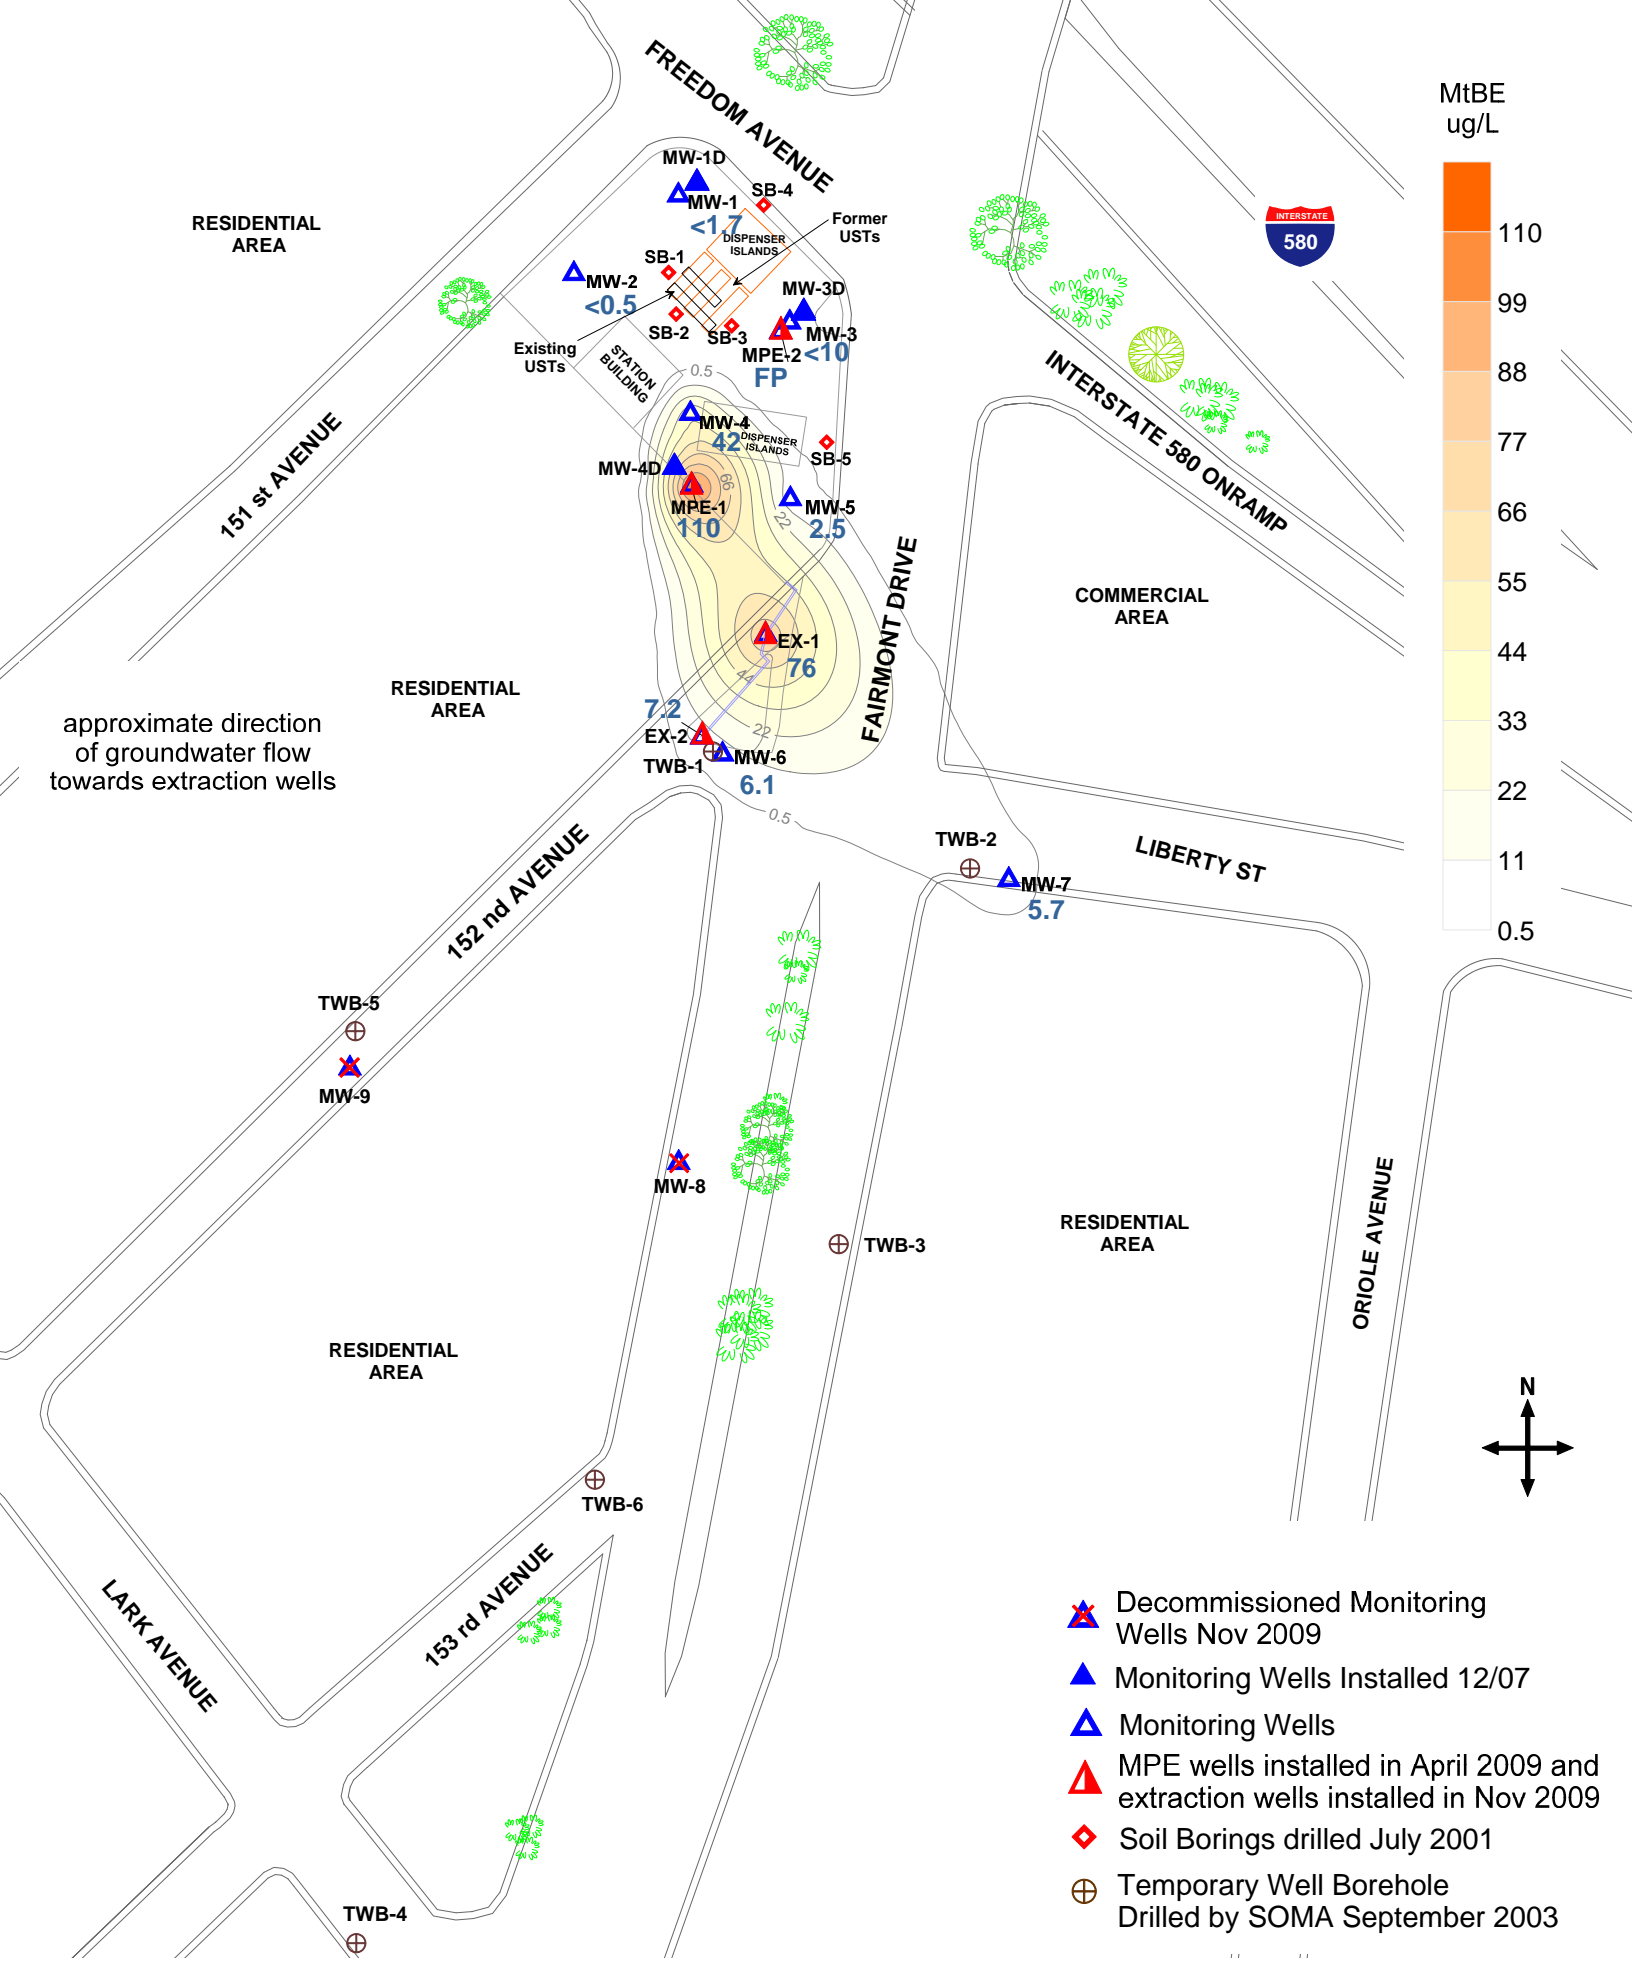 FREEDOM AVENUE
MtBE
ug/L
MW-1D
SB-4
MW-1
<1.7
Former
USTs
RESIDENTIAL
AREA
INTERSTATE
580
110
DISPENSER
ISLANDS
SB-1
MW-2
<0.5
MW-3D
99
SB-2
SB-3
MW-3
<10
MPE-2
FP
Existing
USTs
STATION
BUILDING
0.5
88
INTERSTATE 580 ONRAMP
MW-4
42
DISPENSER
ISLANDS
SB-5
77
151 st AVENUE
MW-4D
66
MPE-1
110
MW-5
2.5
22
66
FAIRMONT DRIVE
55
COMMERCIAL
AREA
EX-1
76
44
44
RESIDENTIAL
AREA
7.2
EX-2
22
TWB-1
MW-6
6.1
33
approximate direction
of groundwater flow
towards extraction wells
22
0.5
152 nd AVENUE
TWB-2
LIBERTY ST
11
MW-7
5.7
0.5
TWB-5
MW-9
MW-8
TWB-3
RESIDENTIAL
AREA
ORIOLE AVENUE
RESIDENTIAL
AREA
N
TWB-6
153 rd AVENUE
LARK AVENUE
TWB-4
Decommissioned Monitoring
Wells Nov 2009
Monitoring Wells Installed 12/07
Monitoring Wells
MPE wells installed in April 2009 and
extraction wells installed in Nov 2009
Soil Borings drilled July 2001
Temporary Well Borehole
Drilled by SOMA September 2003